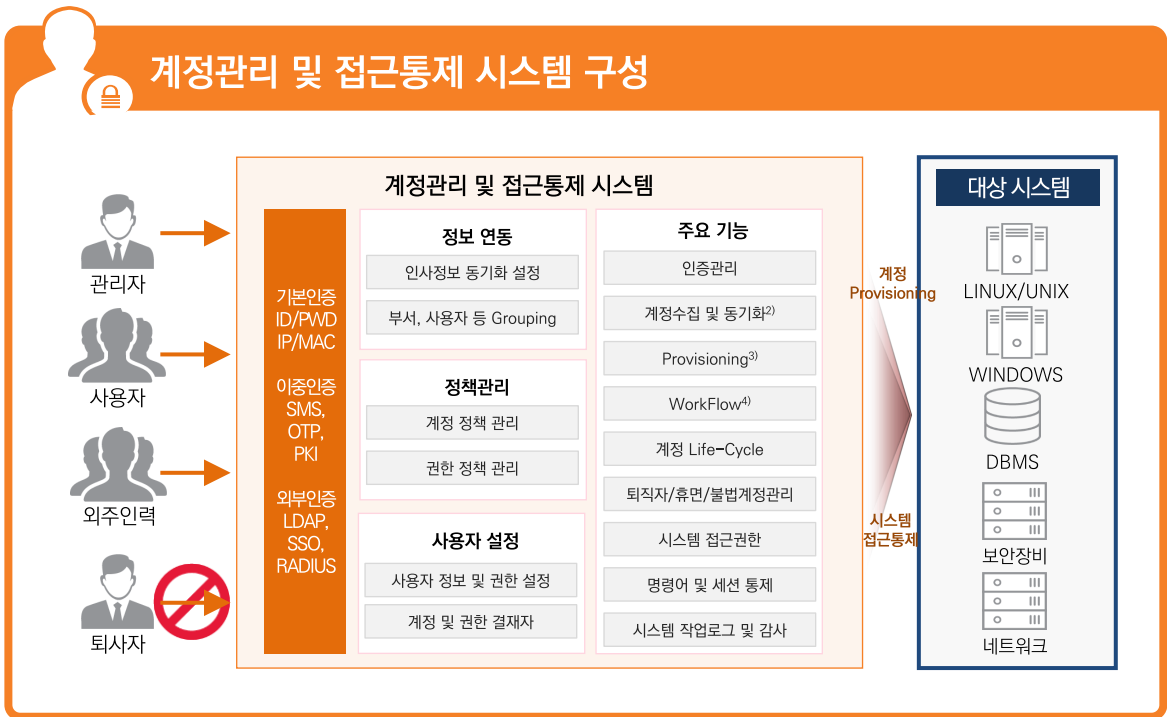 계정관리 및 접근통제 시스템 구성
관리자
사용자
외주인력
퇴사자
계정관리 및 접근통제 시스템
기본인증
ID/PWD
IP/MAC
이중인증
SMS,
OTP,
PKI
외부인증
LDAP,
SSO,
RADIUS
정보 연동
인사정보 동기화 설정
부서, 사용자 등 Grouping
정책관리
계정 정책 관리
권한 정책 관리
사용자 설정
사용자 정보 및 권한 설정
계정 및 권한 결재자
주요 기능
인증관리
계정수집 및 동기화2)
Provisioning3)
WorkFlow4)
계정 Life-Cycle
퇴직자/휴면/불법계정관리
시스템 접근권한
명령어 및 세션 통제
시스템 작업로그 및 감사
계정
Provisioning
시스템
접근통제
대상 시스템
LINUX/UNIX
WINDOWS
DBMS
보안장비
네트워크